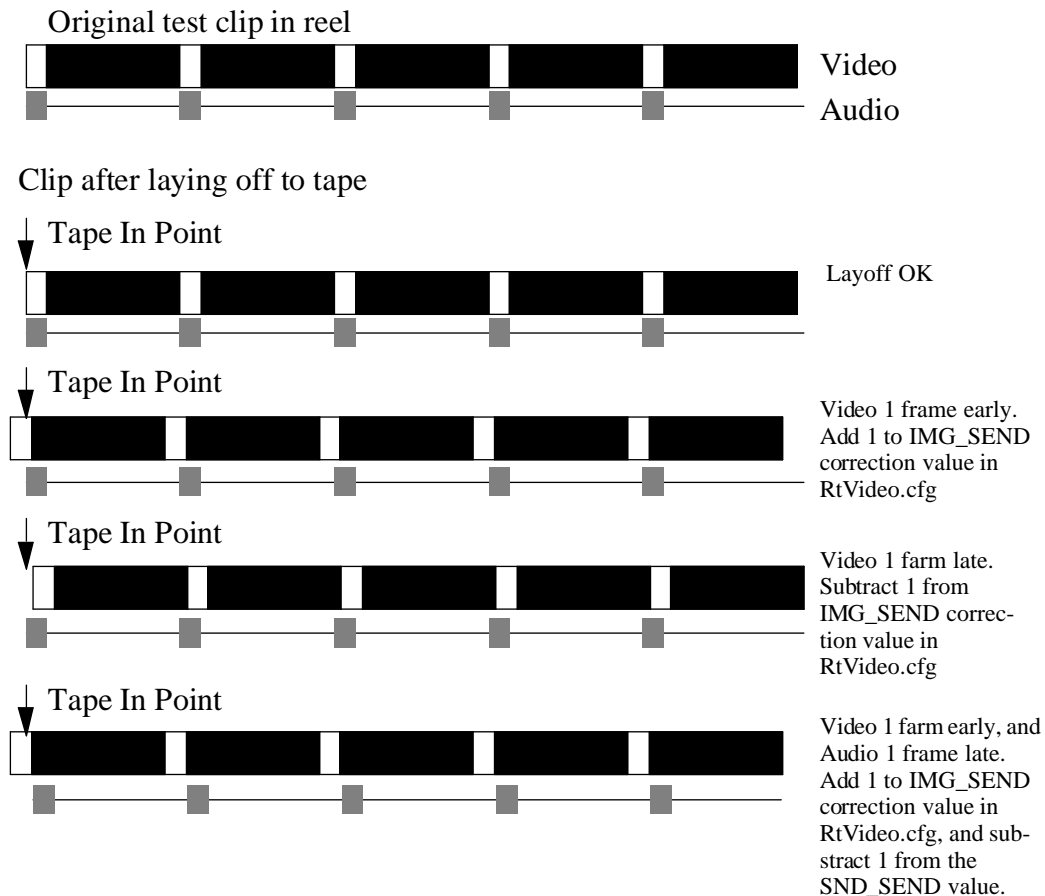 Original test clip in reel
Video
Audio
Clip after laying off to tape
Tape In Point
Layoff OK
Tape In Point
Video 1 frame early.
Add 1 to IMG_SEND
correction value in
RtVideo.cfg
Tape In Point
Video 1 farm late.
Subtract 1 from
IMG_SEND correc-
tion value in
RtVideo.cfg
Tape In Point
Video 1 farm early, and
Audio 1 frame late.
Add 1 to IMG_SEND
correction value in
RtVideo.cfg, and sub-
stract 1 from the
SND_SEND value.